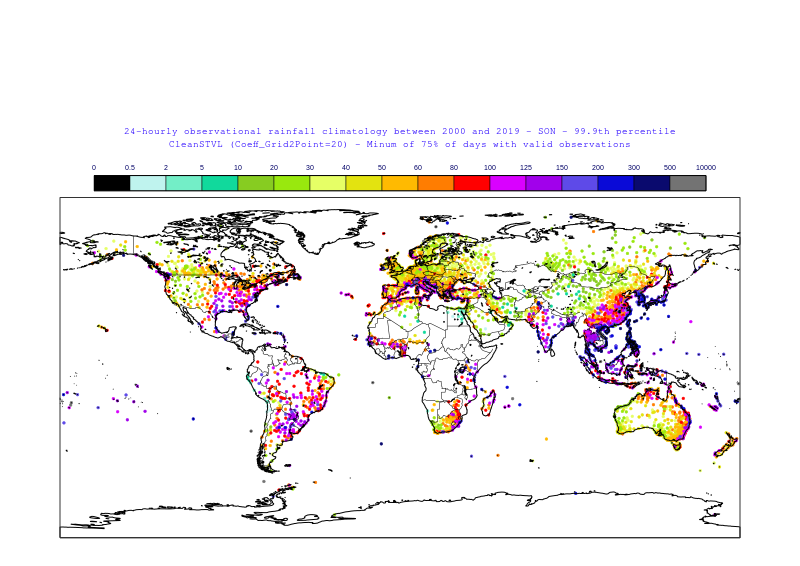 24-hourly observational rainfall climatology between 2000 and 2019 - SON - 99.9th percentile
CleanSTVL (Coeff_Grid2Point=20) - Minum of 75% of days with valid observations
0 0.5 2 5 10 20 30 40 50 60 80 100 125 150 200 300 500 10000